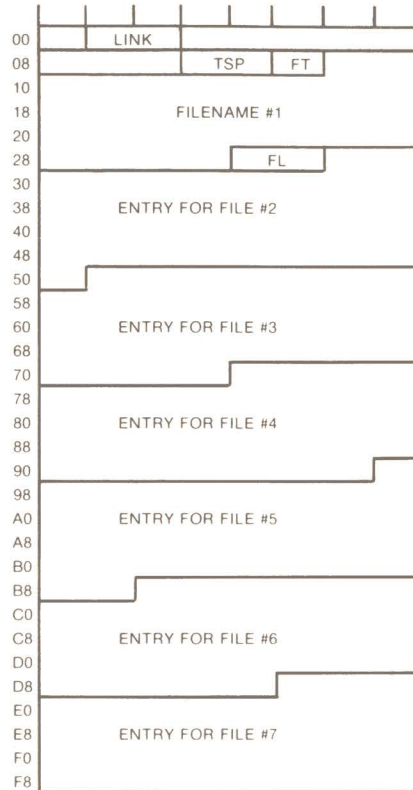 00 LINK
08 TSP FT
10
18 FILENAME #1
20
28 FL
30
38 ENTRY FOR FILE #2
40
48
50
58
60 ENTRY FOR FILE #3
68
70
78
80 ENTRY FOR FILE #4
88
90
98
A0 ENTRY FOR FILE #5
A8
B0
B8
C0
C8 ENTRY FOR FILE #6
D0
D8
E0
E8 ENTRY FOR FILE #7
F0
F8